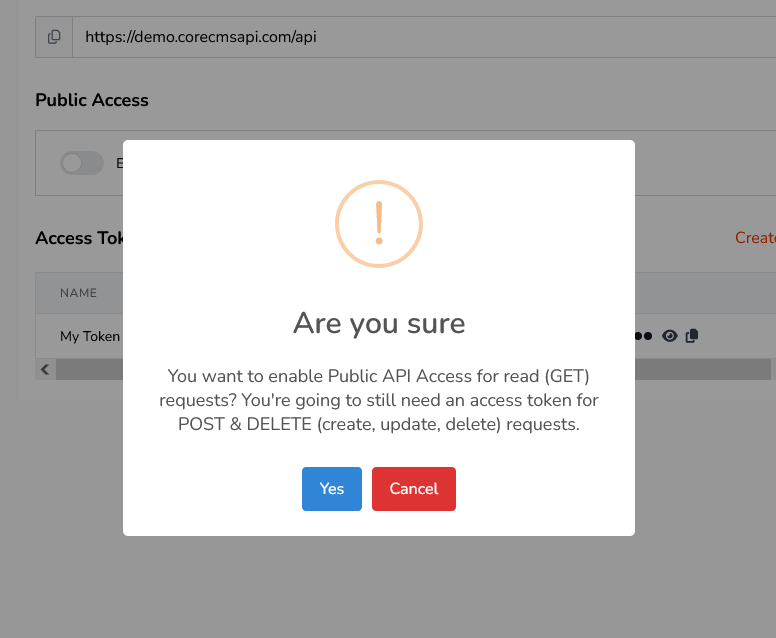 https://demo.corecmsapi.com/api
Public Access
Access Tok
Create
NAME
My Token
!
Are you sure
You want to enable Public API Access for read (GET)
requests? You're going to still need an access token for
POST & DELETE (create, update, delete) requests.
Yes
Cancel